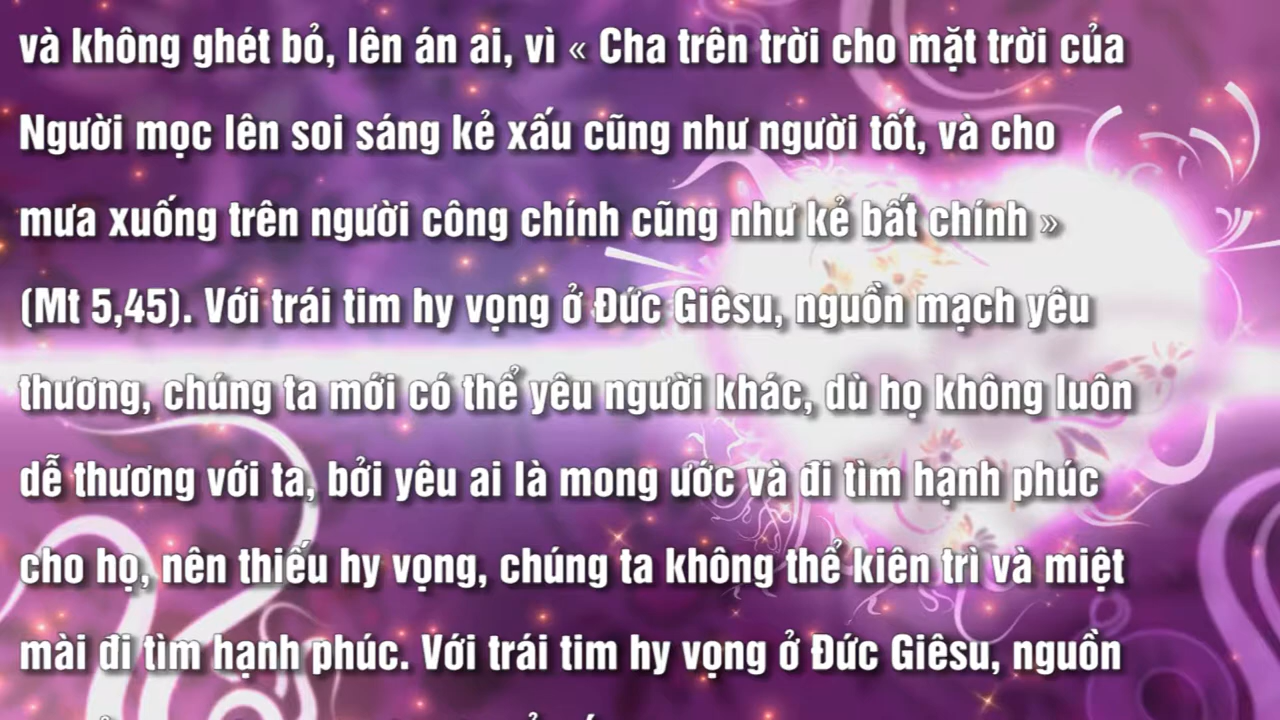 và không ghét bỏ, lên án ai, vì « Cha trên trời cho mặt trời của
Người mọc lên soi sáng kẻ xấu cũng như người tốt, và cho
mưa xuống trên người công chính cũng như kẻ bất chính »
(Mt 5,45). Với trái tim hy vọng ở Đức Giêsu, nguồn mạch yêu
thương, chúng ta mới có thể yêu người khác, dù họ không luôn
dễ thương với ta, bởi yêu ai là mong ước và đi tìm hạnh phúc
cho họ, nên thiếu hy vọng, chúng ta không thể kiên trì và miệt
mài đi tìm hạnh phúc. Với trái tim hy vọng ở Đức Giêsu, nguồn